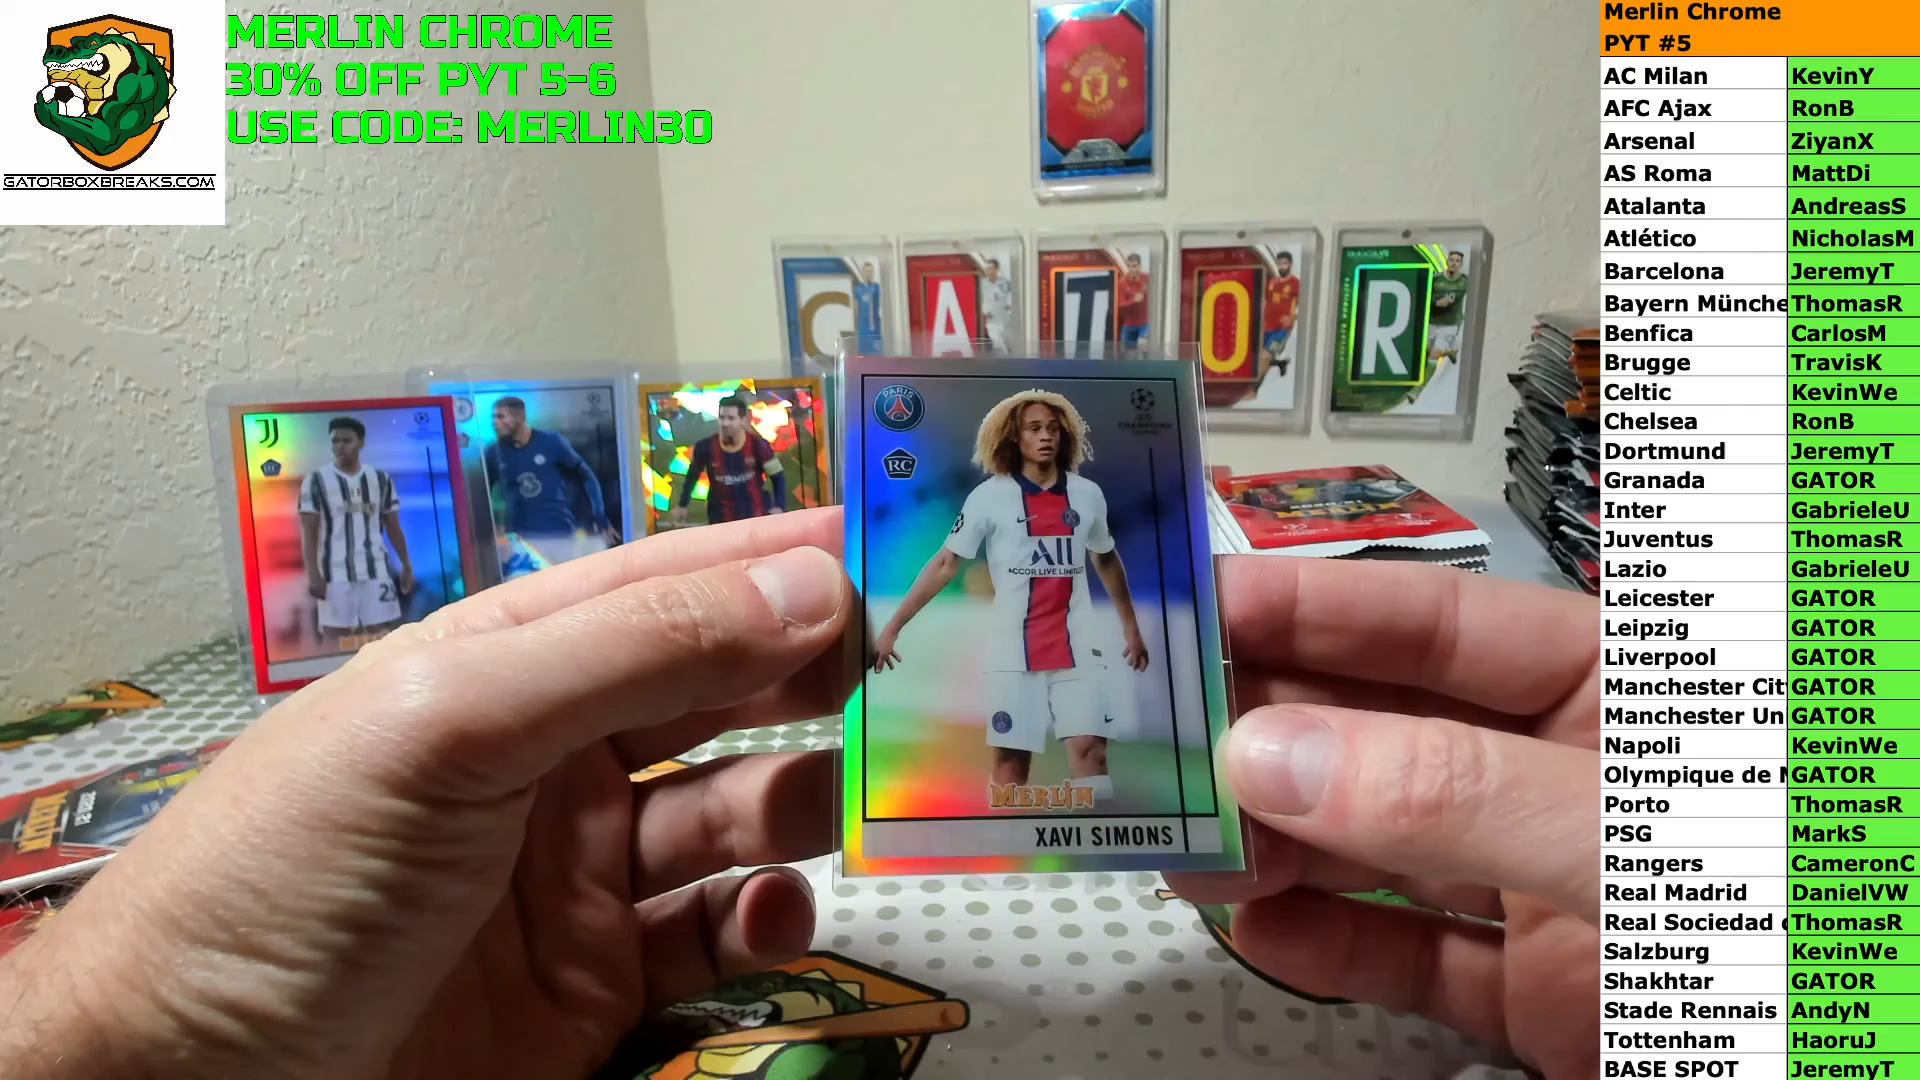 MERLIN CHROME
30% OFF PYT 5-6
USE CODE: MERLIN30
GATORBOXBREAKS.COM
G A T O R
PARIS
RC
ALL
ACCOR LIVE LIMITLESS
MERLIN
XAVI SIMONS
Merlin Chrome
PYT #5
AC Milan KevinY
AFC Ajax RonB
Arsenal ZiyanX
AS Roma MattDi
Atalanta AndreasS
Atlético NicholasM
Barcelona JeremyT
Bayern Münche ThomasR
Benfica CarlosM
Brugge TravisK
Celtic KevinWe
Chelsea RonB
Dortmund JeremyT
Granada GATOR
Inter GabrieleU
Juventus ThomasR
Lazio GabrieleU
Leicester GATOR
Leipzig GATOR
Liverpool GATOR
Manchester Cit GATOR
Manchester Un GATOR
Napoli KevinWe
Olympique de M GATOR
Porto ThomasR
PSG MarkS
Rangers CameronC
Real Madrid DanielVW
Real Sociedad d ThomasR
Salzburg KevinWe
Shakhtar GATOR
Stade Rennais AndyN
Tottenham HaoruJ
BASE SPOT JeremyT